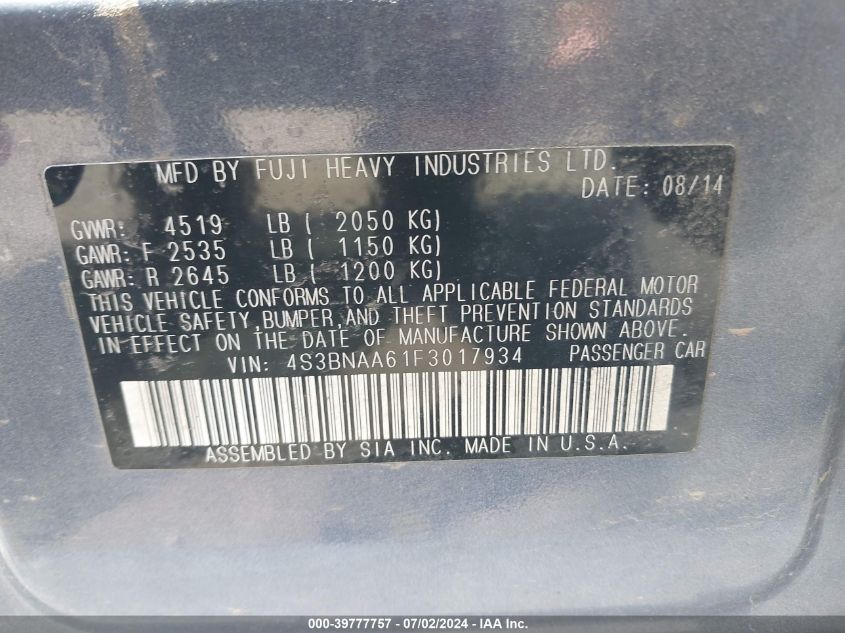 MFD BY FUJI HEAVY INDUSTRIES LTD.
DATE: 08/14
GVWR: 4519 LB ( 2050 KG)
GAWR: F 2535 LB ( 1150 KG)
GAWR: R 2645 LB ( 1200 KG)
THIS VEHICLE CONFORMS TO ALL APPLICABLE FEDERAL MOTOR
VEHICLE SAFETY, BUMPER, AND THEFT PREVENTION STANDARDS
IN EFFECT ON THE DATE OF MANUFACTURE SHOWN ABOVE.
VIN: 4S3BNAA61F3017934 PASSENGER CAR
ASSEMBLED BY SIA INC. MADE IN U.S.A.
000-39777757 - 07/02/2024 - IAA Inc.